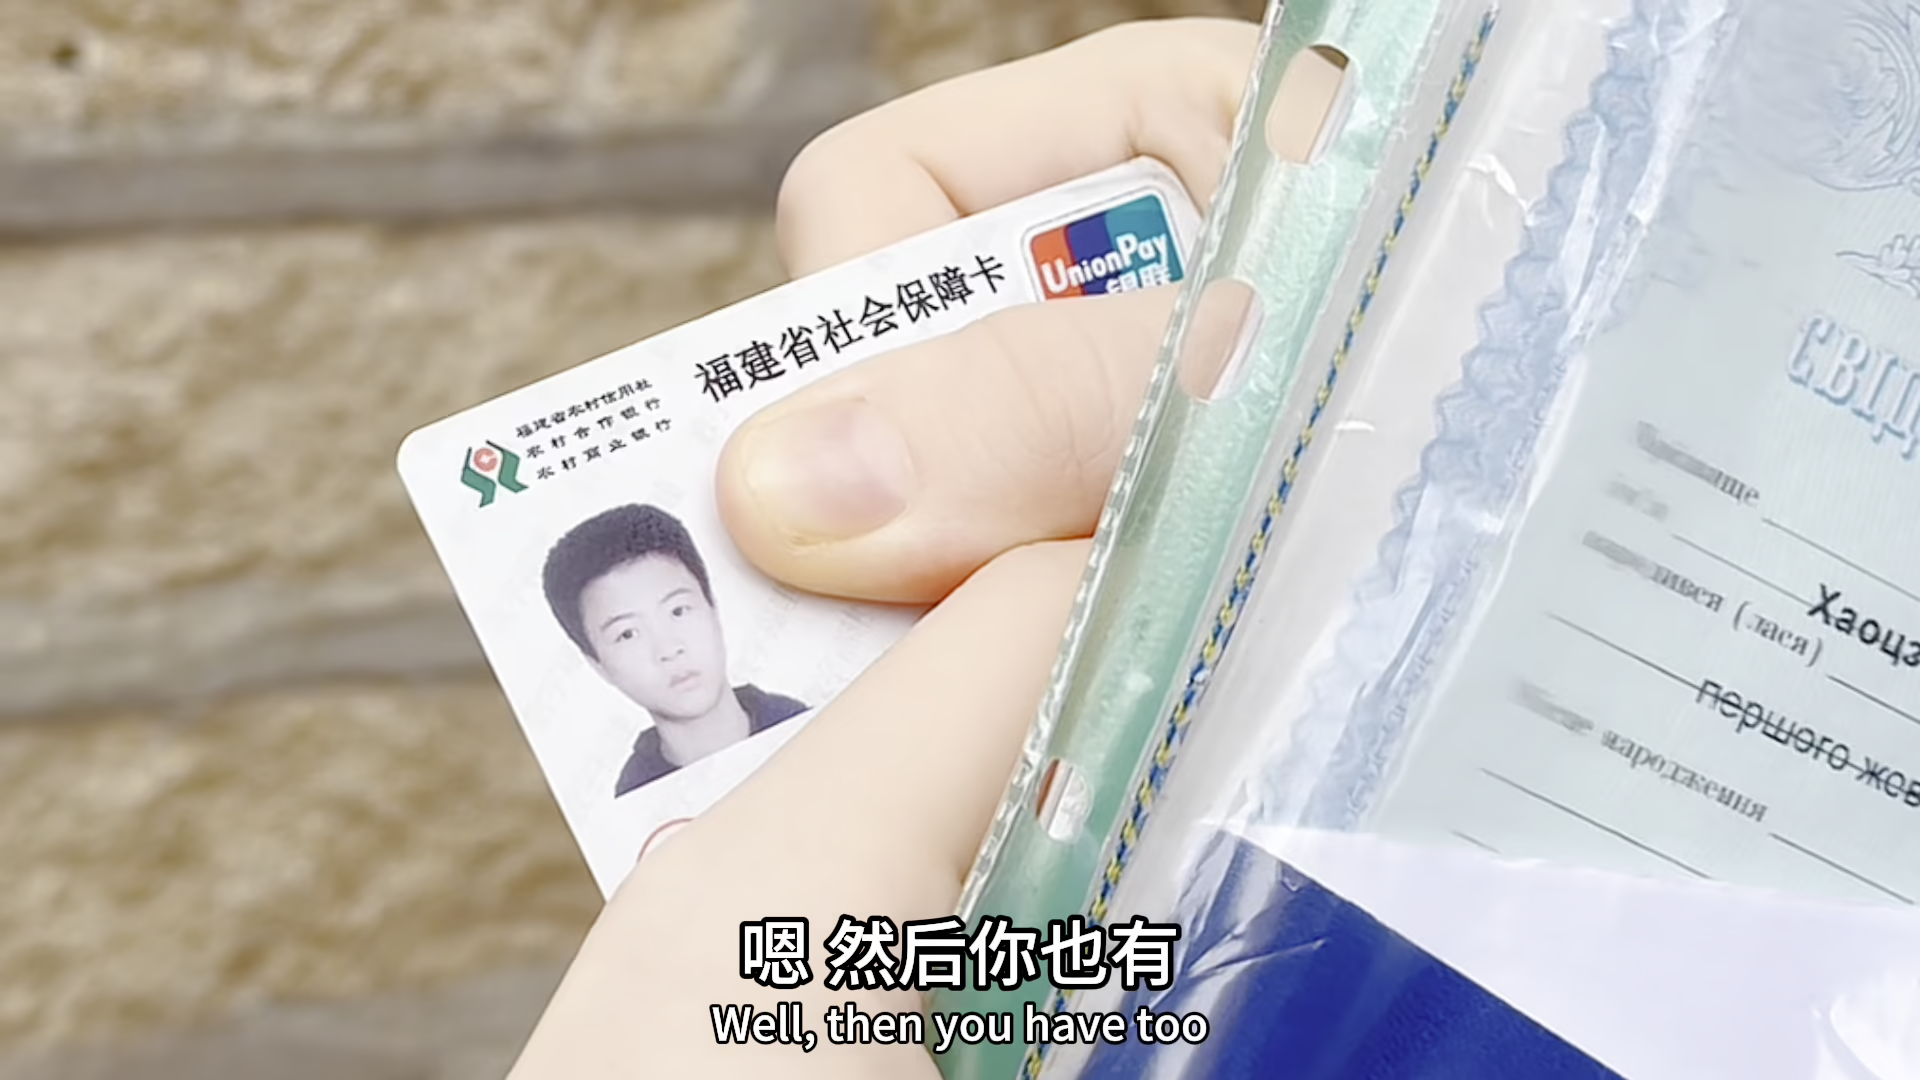 福建省社会保障卡
UnionPay
银联
福建省农村信用社
农村合作银行
农村商业银行
народження
(лася)
Хаоцз
першого жов
嗯 然后你也有
Well, then you have too